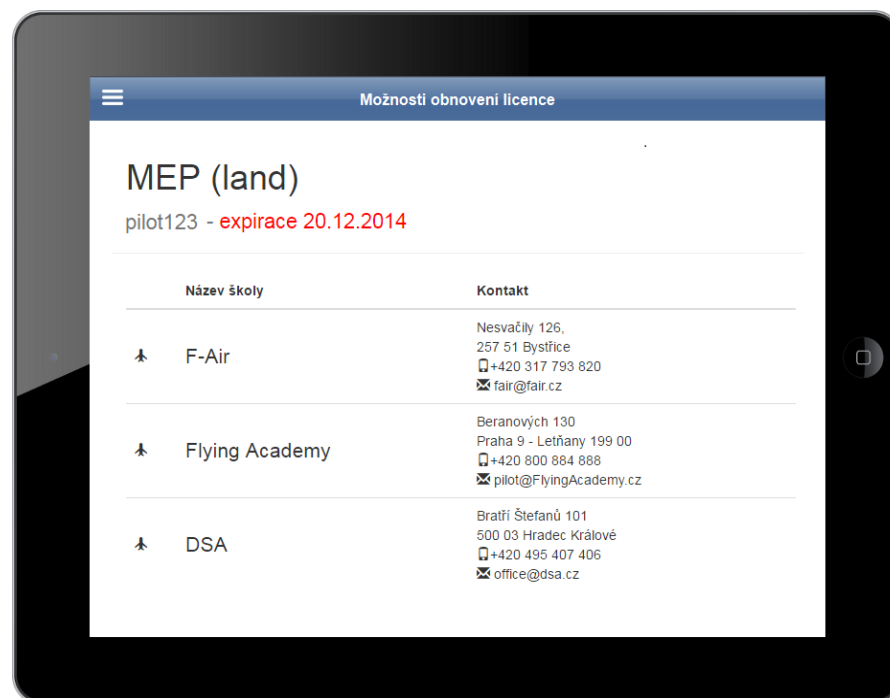 Možnosti obnovení licence
.
MEP (land)
pilot123 - expirace 20.12.2014
Název školy Kontakt
F-Air
Nesvačily 126,
257 51 Bystřice
+420 317 793 820
fair@fair.cz
Flying Academy
Beranových 130
Praha 9 - Letňany 199 00
+420 800 884 888
pilot@FlyingAcademy.cz
DSA
Bratří Štefanů 101
500 03 Hradec Králové
+420 495 407 406
office@dsa.cz